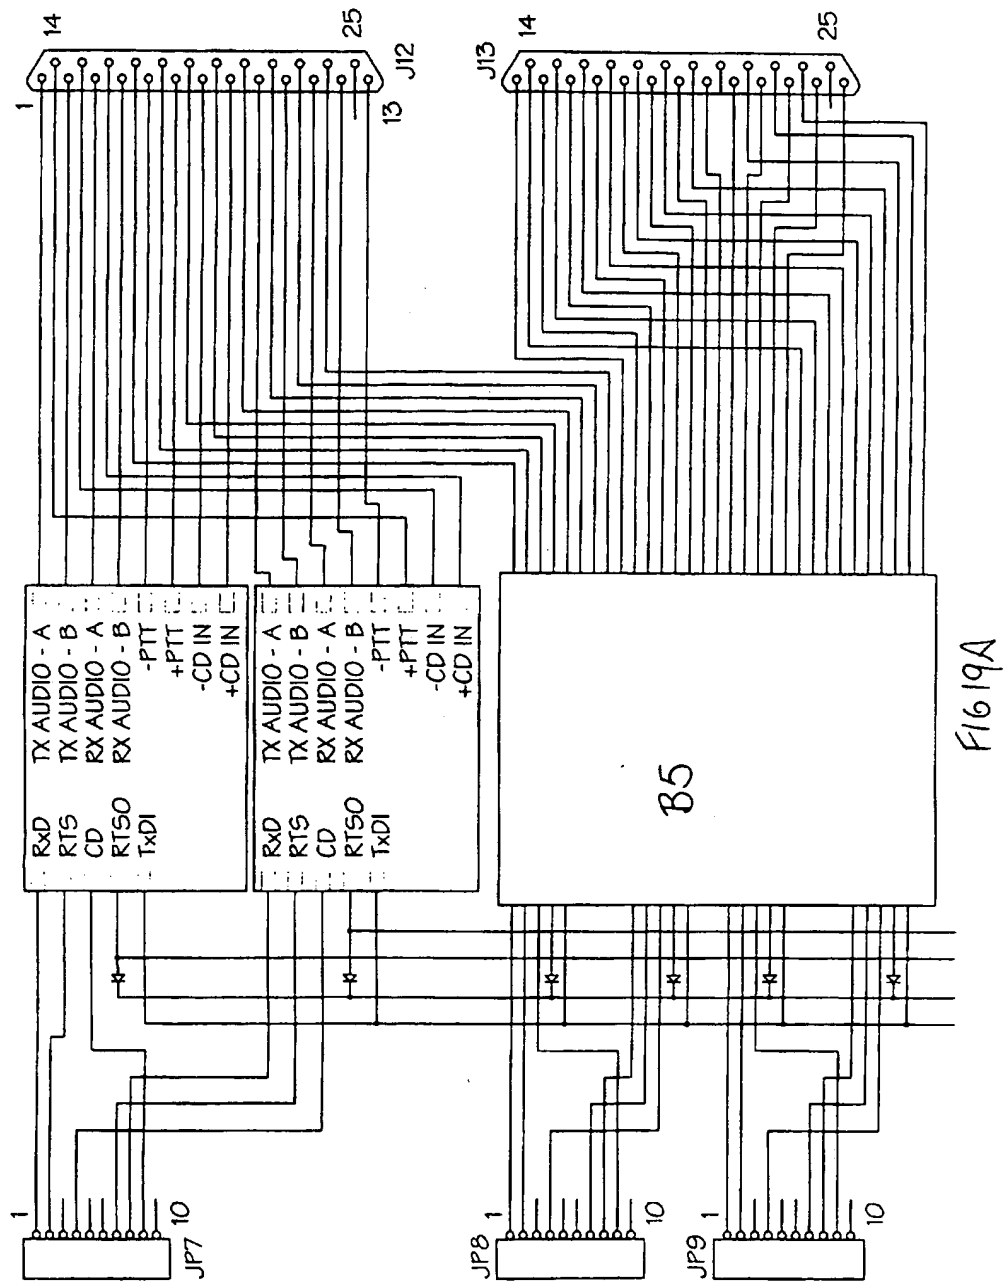 14
25
J12
1
13
14
25
J13
RxD TX AUDIO - A
RTS TX AUDIO - B
CD RX AUDIO - A
RTSO RX AUDIO - B
TxDI -PTT
+PTT
-CD IN
+CD IN
RxD TX AUDIO - A
RTS TX AUDIO - B
CD RX AUDIO - A
RTSO RX AUDIO - B
TxDI -PTT
+PTT
-CD IN
+CD IN
B5
1
10
JP7
1
10
JP8
1
10
JP9
FIG 19A